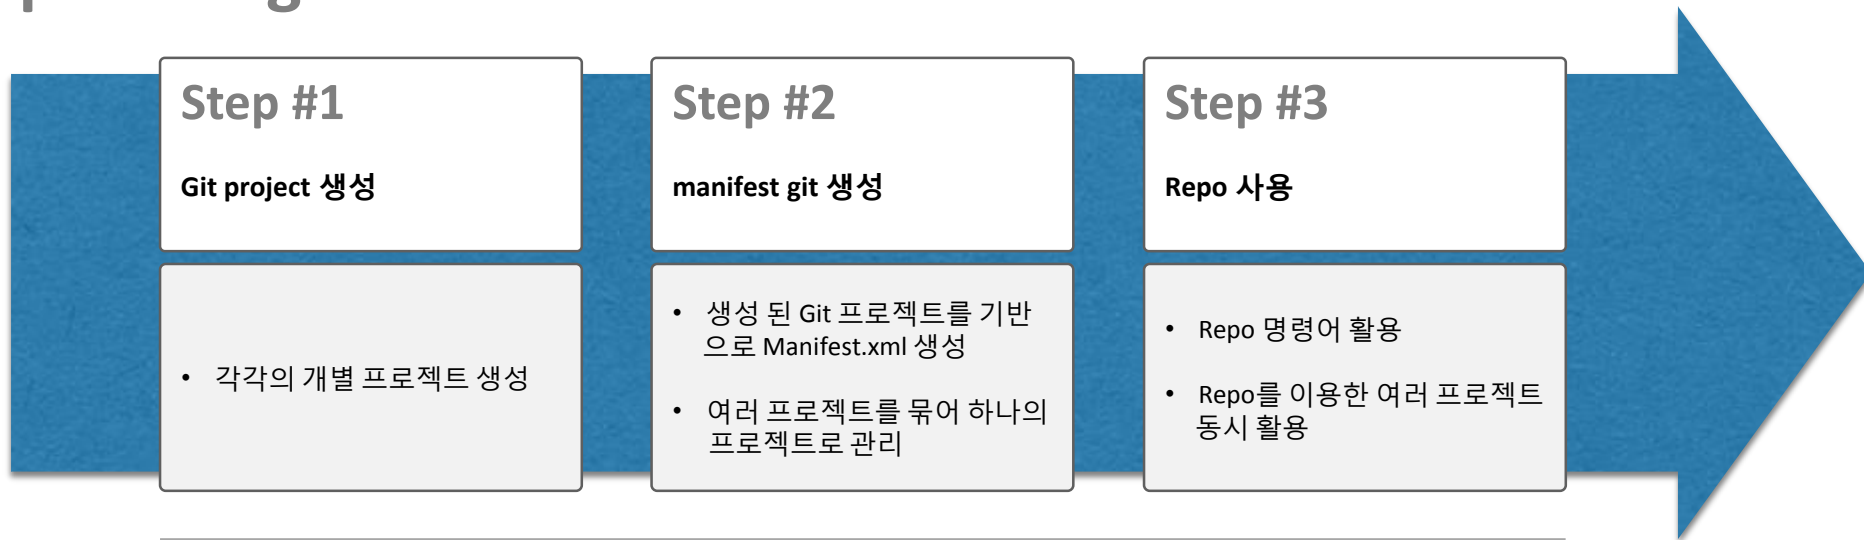 Step #1
Git project 생성
• 각각의 개별 프로젝트 생성
Step #2
manifest git 생성
• 생성 된 Git 프로젝트를 기반
으로 Manifest.xml 생성
• 여러 프로젝트를 묶어 하나의
프로젝트로 관리
Step #3
Repo 사용
• Repo 명령어 활용
• Repo를 이용한 여러 프로젝트
동시 활용